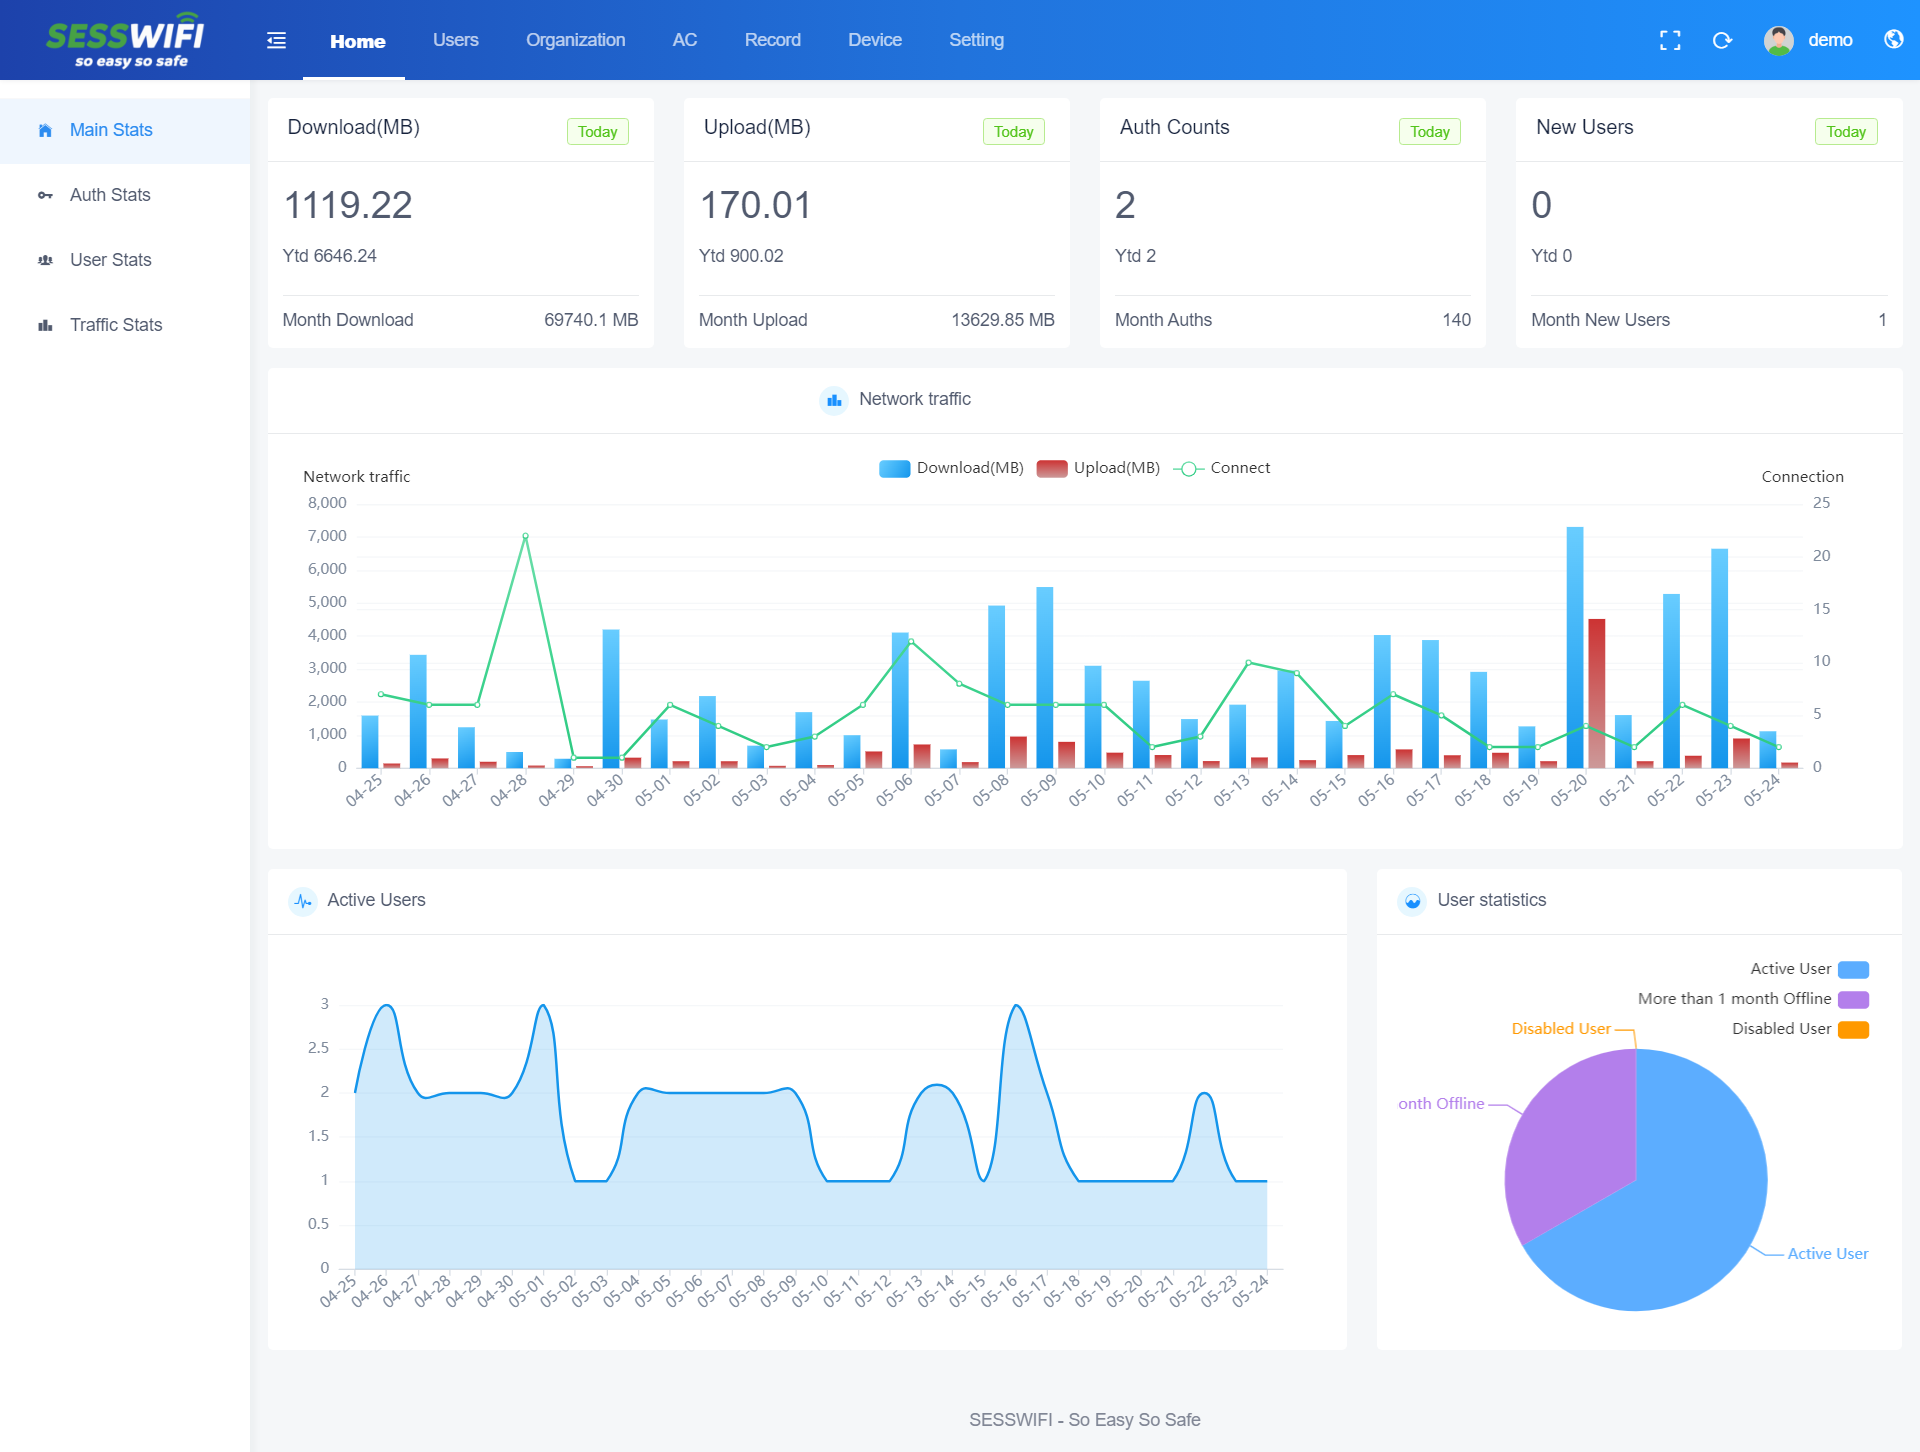 SESSWIFI
so easy so safe
Home Users Organization AC Record Device Setting demo
Main Stats
Auth Stats
User Stats
Traffic Stats
Download(MB) Today
1119.22
Ytd 6646.24
Month Download 69740.1 MB
Upload(MB) Today
170.01
Ytd 900.02
Month Upload 13629.85 MB
Auth Counts Today
2
Ytd 2
Month Auths 140
New Users Today
0
Ytd 0
Month New Users 1
Network traffic
Download(MB) Upload(MB) Connect
Network traffic
Connection
8,000
7,000
6,000
5,000
4,000
3,000
2,000
1,000
0
25
20
15
10
5
0
04-25 04-26 04-27 04-28 04-29 04-30 05-01 05-02 05-03 05-04 05-05 05-06 05-07 05-08 05-09 05-10 05-11 05-12 05-13 05-14 05-15 05-16 05-17 05-18 05-19 05-20 05-21 05-22 05-23 05-24
Active Users
3
2.5
2
1.5
1
0.5
0
04-25 04-26 04-27 04-28 04-29 04-30 05-01 05-02 05-03 05-04 05-05 05-06 05-07 05-08 05-09 05-10 05-11 05-12 05-13 05-14 05-15 05-16 05-17 05-18 05-19 05-20 05-21 05-22 05-23 05-24
User statistics
Active User
More than 1 month Offline
Disabled User
Disabled User
onth Offline
Active User
SESSWIFI - So Easy So Safe